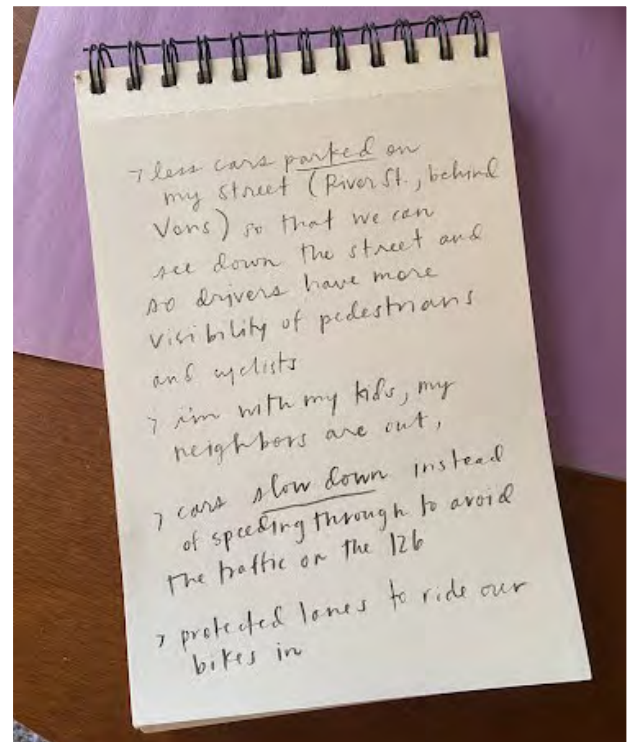 > less cars parked on
my street (River St., behind
Vons) so that we can
see down the street and
so drivers have more
visibility of pedestrians
and cyclists
> im with my kids, my
neighbors are out,
> cars slow down instead
of speeding through to avoid
the traffic on the 126
> protected lanes to ride our
bikes in